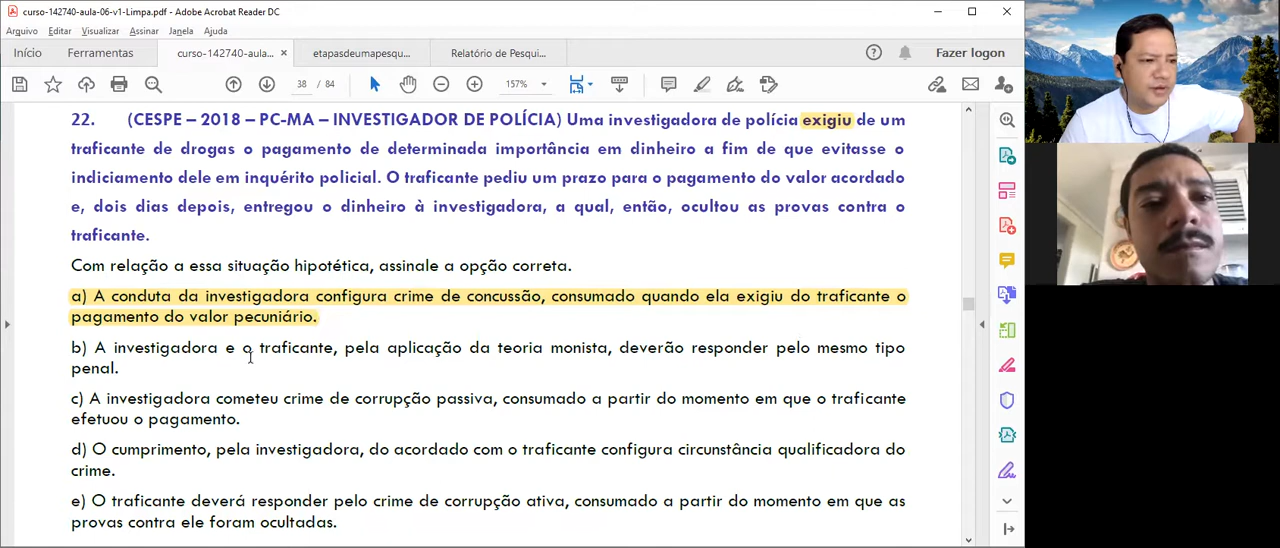 curso-142740-aula-06-v1-Limpa.pdf - Adobe Acrobat Reader DC
Arquivo Editar Visualizar Assinar Janela Ajuda
Início Ferramentas curso-142740-aula... × etapasdeumapesqu... Relatório de Pesqui... Fazer logon
38 / 84 157%
22. (CESPE – 2018 – PC-MA – INVESTIGADOR DE POLÍCIA) Uma investigadora de polícia exigiu de um
traficante de drogas o pagamento de determinada importância em dinheiro a fim de que evitasse o
indiciamento dele em inquérito policial. O traficante pediu um prazo para o pagamento do valor acordado
e, dois dias depois, entregou o dinheiro à investigadora, a qual, então, ocultou as provas contra o
traficante.
Com relação a essa situação hipotética, assinale a opção correta.
a) A conduta da investigadora configura crime de concussão, consumado quando ela exigiu do traficante o
pagamento do valor pecuniário.
b) A investigadora e o traficante, pela aplicação da teoria monista, deverão responder pelo mesmo tipo
penal.
c) A investigadora cometeu crime de corrupção passiva, consumado a partir do momento em que o traficante
efetuou o pagamento.
d) O cumprimento, pela investigadora, do acordado com o traficante configura circunstância qualificadora do
crime.
e) O traficante deverá responder pelo crime de corrupção ativa, consumado a partir do momento em que as
provas contra ele foram ocultadas.